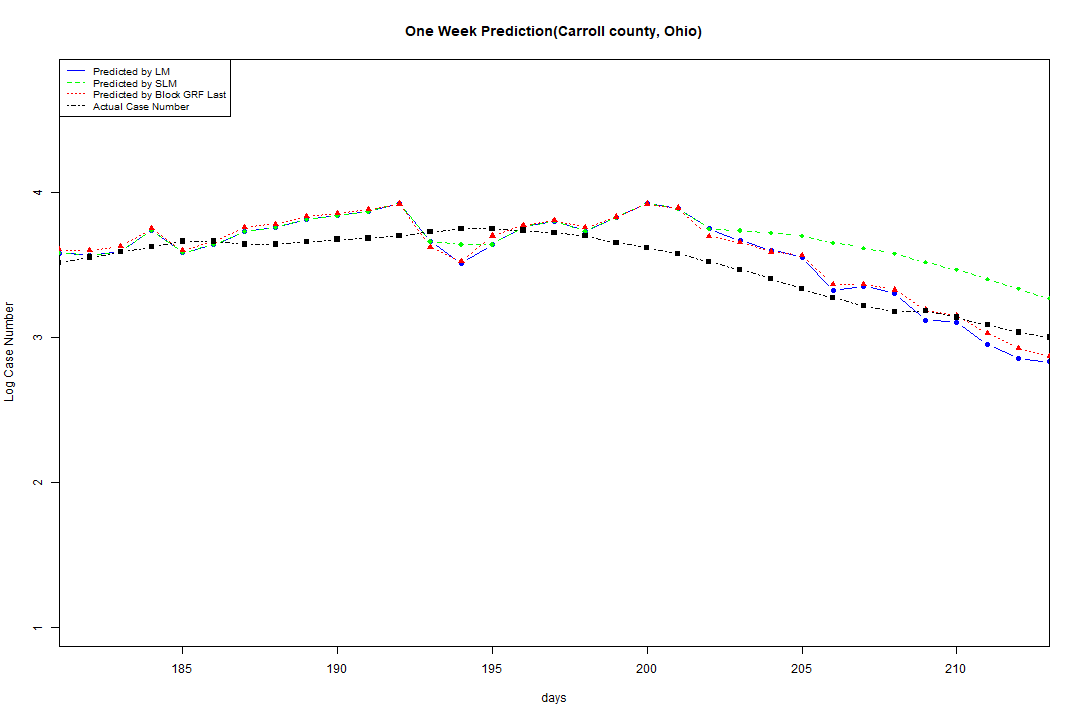 One Week Prediction(Carroll county, Ohio)
Predicted by LM
Predicted by SLM
Predicted by Block GRF Last
Actual Case Number
4
3
2
1
Log Case Number
185 190 195 200 205 210
days